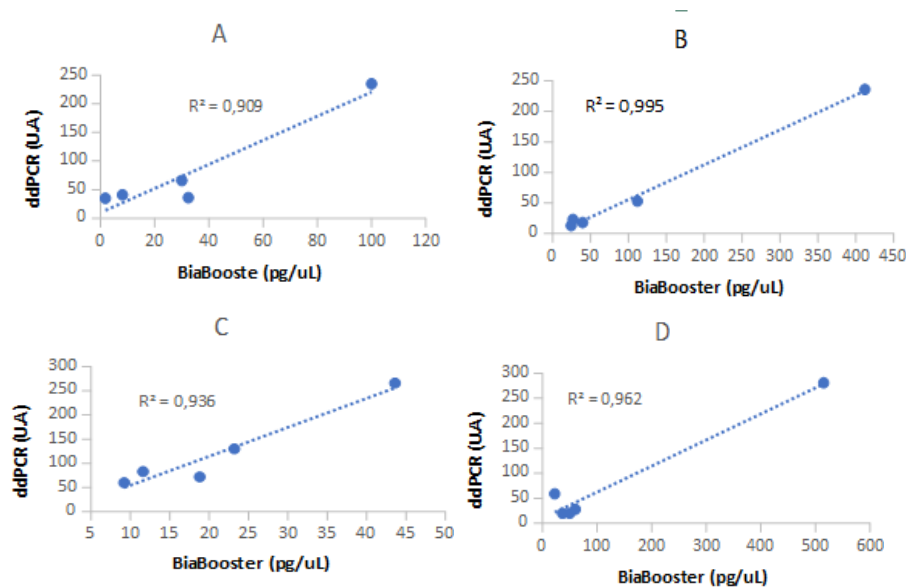 A
ddPCR (UA)
250
200
150
100
50
0
R² = 0,909
0 20 40 60 80 100 120
BiaBooste (pg/uL)
B
ddPCR (UA)
250
200
150
100
50
0
R² = 0,995
0 50 100 150 200 250 300 350 400 450
BiaBooster (pg/uL)
C
ddPCR (UA)
300
250
200
150
100
50
0
R² = 0,936
5 10 15 20 25 30 35 40 45 50
BiaBooster (pg/uL)
D
ddPCR (UA)
300
250
200
150
100
50
0
R² = 0,962
0 100 200 300 400 500 600
BiaBooster (pg/uL)